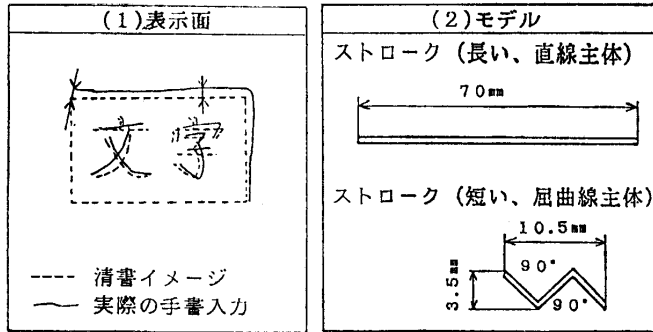 (1)表示面
文字
---- 清書イメージ
実際の手書入力
(2)モデル
ストローク(長い、直線主体)
70mm
ストローク(短い、屈曲線主体)
10.5mm
3.5mm
90°
90°